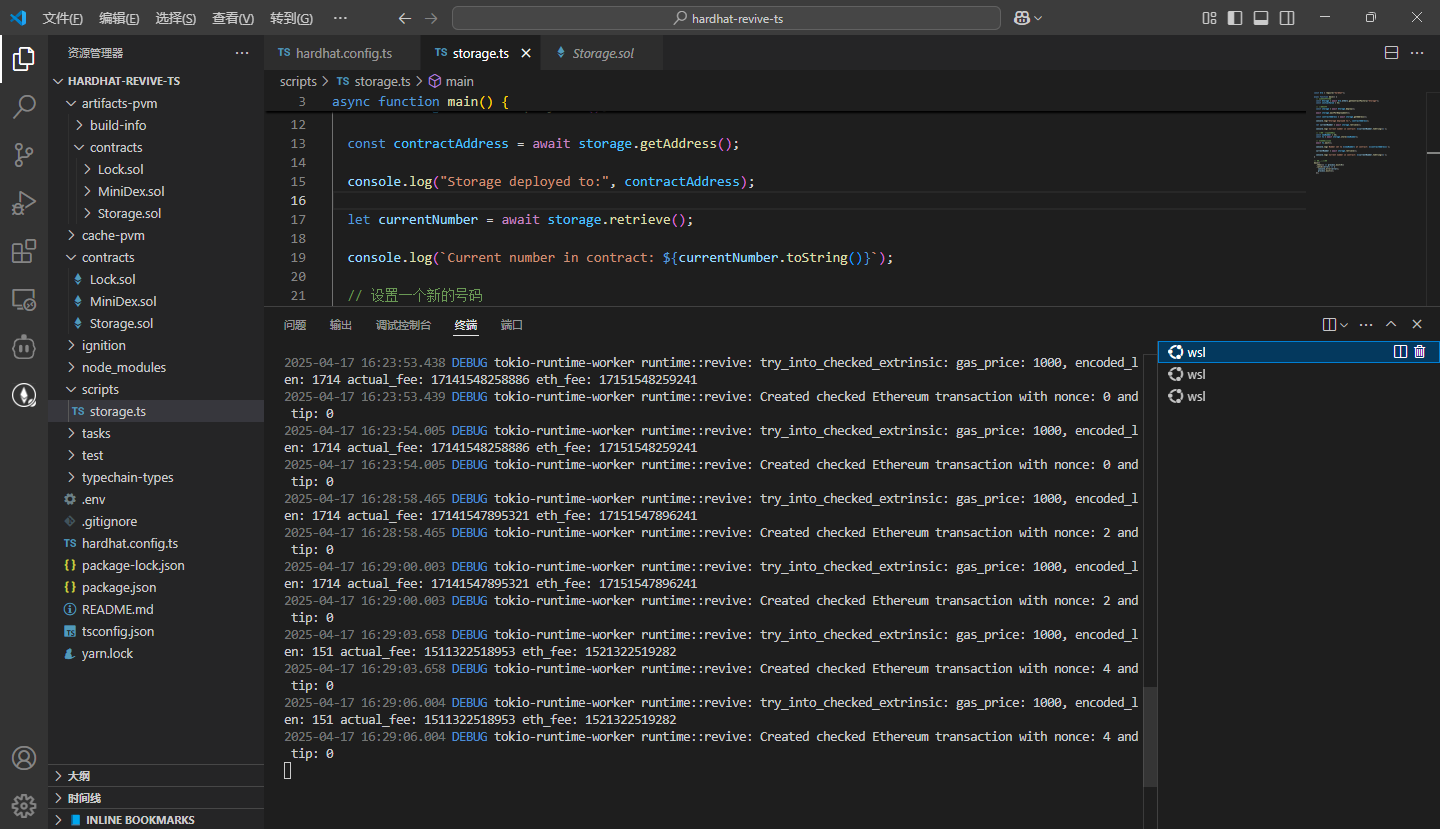 文件(F) 编辑(E) 选择(S) 查看(V) 转到(G) ··· hardhat-revive-ts
资源管理器 ···
HARDHAT-REVIVE-TS
artifacts-pvm
build-info
contracts
Lock.sol
MiniDex.sol
Storage.sol
cache-pvm
contracts
Lock.sol
MiniDex.sol
Storage.sol
ignition
node_modules
scripts
TS storage.ts
tasks
test
typechain-types
.env
.gitignore
TS hardhat.config.ts
{} package-lock.json
{} package.json
README.md
tsconfig.json
yarn.lock
大纲
时间线
INLINE BOOKMARKS
TS hardhat.config.ts TS storage.ts Storage.sol
scripts > TS storage.ts > main
3 async function main() {
12
13 const contractAddress = await storage.getAddress();
14
15 console.log("Storage deployed to:", contractAddress);
16
17 let currentNumber = await storage.retrieve();
18
19 console.log(`Current number in contract: ${currentNumber.toString()}`);
20
21 // 设置一个新的号码
问题 输出 调试控制台 终端 端口
2025-04-17 16:23:53.438 DEBUG tokio-runtime-worker runtime::revive: try_into_checked_extrinsic: gas_price: 1000, encoded_l
en: 1714 actual_fee: 17141548258886 eth_fee: 17151548259241
2025-04-17 16:23:53.439 DEBUG tokio-runtime-worker runtime::revive: Created checked Ethereum transaction with nonce: 0 and
tip: 0
2025-04-17 16:23:54.005 DEBUG tokio-runtime-worker runtime::revive: try_into_checked_extrinsic: gas_price: 1000, encoded_l
en: 1714 actual_fee: 17141548258886 eth_fee: 17151548259241
2025-04-17 16:23:54.005 DEBUG tokio-runtime-worker runtime::revive: Created checked Ethereum transaction with nonce: 0 and
tip: 0
2025-04-17 16:28:58.465 DEBUG tokio-runtime-worker runtime::revive: try_into_checked_extrinsic: gas_price: 1000, encoded_l
en: 1714 actual_fee: 17141547895321 eth_fee: 17151547896241
2025-04-17 16:28:58.465 DEBUG tokio-runtime-worker runtime::revive: Created checked Ethereum transaction with nonce: 2 and
tip: 0
2025-04-17 16:29:00.003 DEBUG tokio-runtime-worker runtime::revive: try_into_checked_extrinsic: gas_price: 1000, encoded_l
en: 1714 actual_fee: 17141547895321 eth_fee: 17151547896241
2025-04-17 16:29:00.003 DEBUG tokio-runtime-worker runtime::revive: Created checked Ethereum transaction with nonce: 2 and
tip: 0
2025-04-17 16:29:03.658 DEBUG tokio-runtime-worker runtime::revive: try_into_checked_extrinsic: gas_price: 1000, encoded_l
en: 151 actual_fee: 1511322518953 eth_fee: 1521322519282
2025-04-17 16:29:03.658 DEBUG tokio-runtime-worker runtime::revive: Created checked Ethereum transaction with nonce: 4 and
tip: 0
2025-04-17 16:29:06.004 DEBUG tokio-runtime-worker runtime::revive: try_into_checked_extrinsic: gas_price: 1000, encoded_l
en: 151 actual_fee: 1511322518953 eth_fee: 1521322519282
2025-04-17 16:29:06.004 DEBUG tokio-runtime-worker runtime::revive: Created checked Ethereum transaction with nonce: 4 and
tip: 0
wsl
wsl
wsl